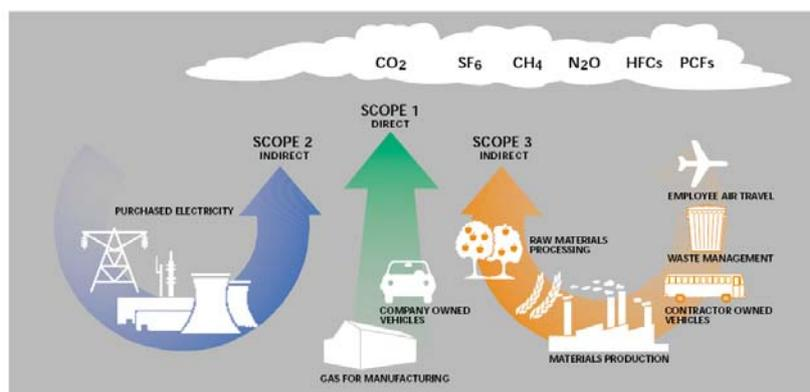 CO2 SF6 CH4 N2O HFCs PCFs
SCOPE 1
DIRECT
SCOPE 2
INDIRECT
SCOPE 3
INDIRECT
PURCHASED ELECTRICITY
COMPANY OWNED
VEHICLES
GAS FOR MANUFACTURING
RAW MATERIALS
PROCESSING
MATERIALS PRODUCTION
EMPLOYEE AIR TRAVEL
WASTE MANAGEMENT
CONTRACTOR OWNED
VEHICLES